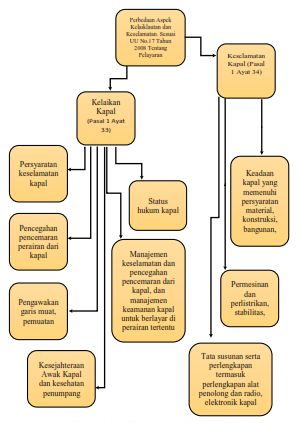 Perbedaan Aspek
Kelaiklautan dan
Keselamatan, Sesuai
UU No.17 Tahun
2008 Tentang
Pelayaran
Keselamatan
Kapal (Pasal
1 Ayat 34)
Kelaikan
Kapal
(Pasal 1 Ayat
33)
Persyaratan
keselamatan
kapal
Status
hukum kapal
Keadaan
kapal yang
memenuhi
persyaratan
material,
konstruksi,
bangunan,
Pencegahan
pencemaran
perairan dari
kapal
Manajemen
keselamatan dan
pencegahan
pencemaran dari
kapal, dan
manajemen
keamanan kapal
untuk berlayar di
perairan tertentu
Pengawakan
garis muat,
pemuatan
Permesinan
dan
perlistrikan,
stabilitas,
Kesejahteraan
Awak Kapal
dan kesehatan
penumpang
Tata susunan serta
perlengkapan
termasuk
perlengkapan alat
penolong dan radio,
elektronik kapal